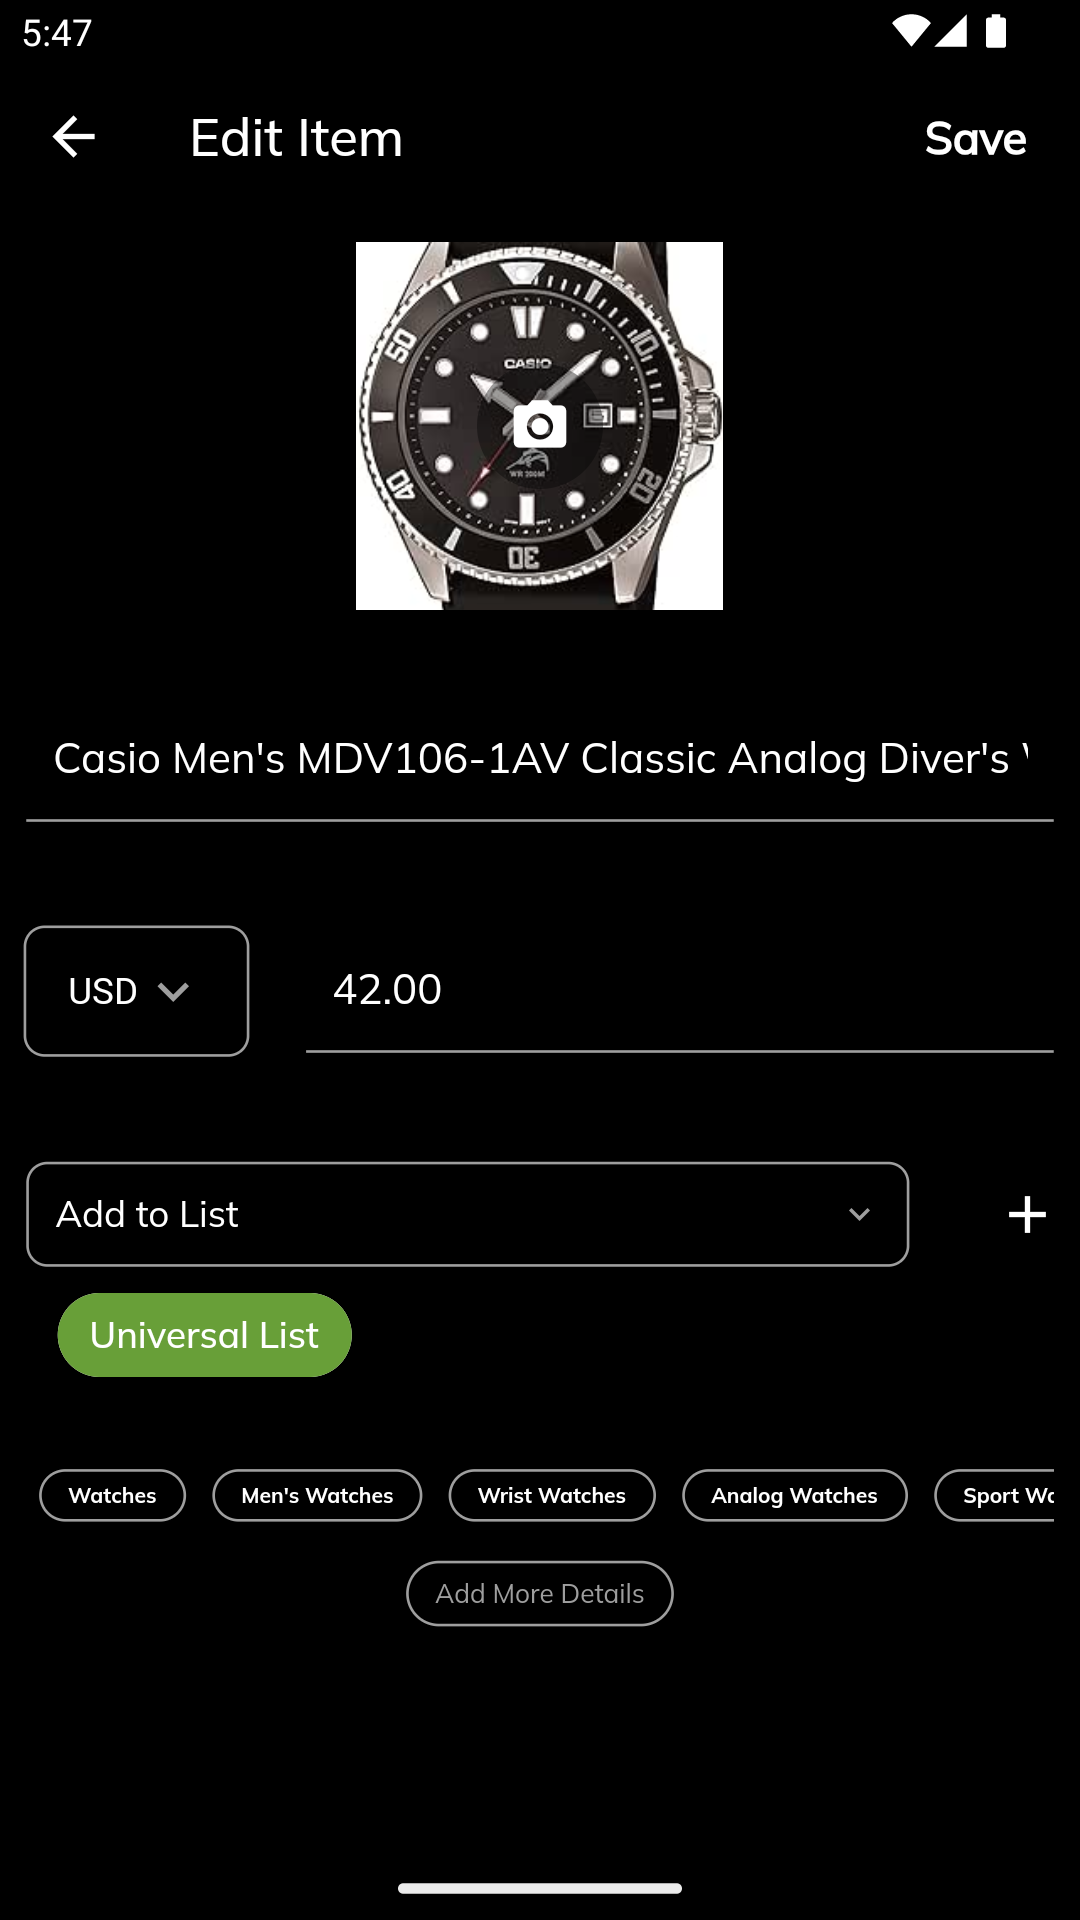 5:47
Edit Item
Save
50
10
CASIO
40
WR 200M
20
30
Casio Men's MDV106-1AV Classic Analog Diver's
USD
42.00
Add to List
Universal List
Watches
Men's Watches
Wrist Watches
Analog Watches
Sport
Add More Details